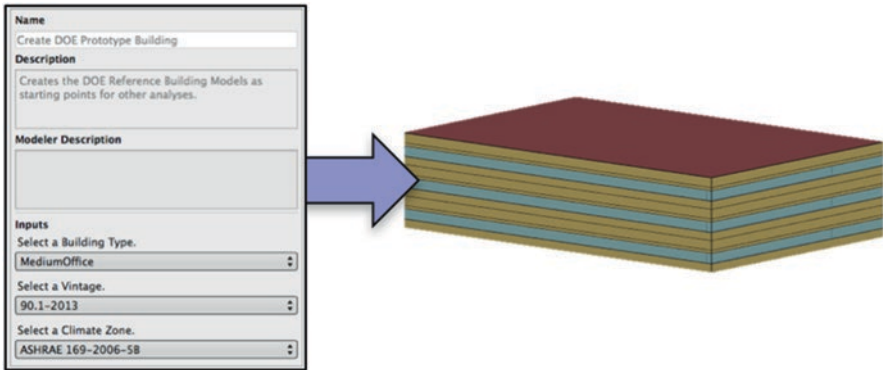 Name
Create DOE Prototype Building
Description
Creates the DOE Reference Building Models as
starting points for other analyses.
Modeler Description
Inputs
Select a Building Type.
MediumOffice
Select a Vintage.
90.1-2013
Select a Climate Zone.
ASHRAE 169-2006-5B